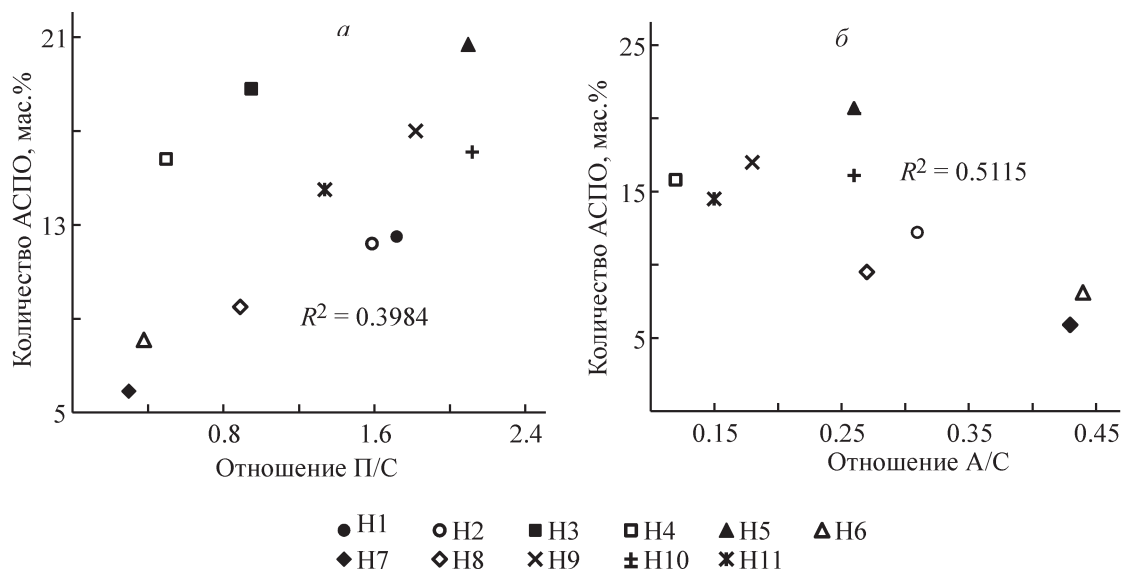 а
21
13
5
Количество АСПО, мас.%
R² = 0.3984
0.8 1.6 2.4
Отношение П/С
б
25
15
5
Количество АСПО, мас.%
R² = 0.5115
0.15 0.25 0.35 0.45
Отношение А/С
Н1 Н2 Н3 Н4 Н5 Н6
Н7 Н8 Н9 Н10 Н11